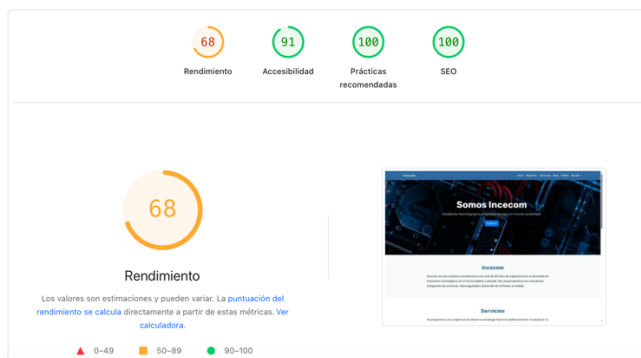 68
91
100
100
Rendimiento
Accesibilidad
Prácticas
recomendadas
SEO
68
Rendimiento
Los valores son estimaciones y pueden variar. La puntuación del
rendimiento se calcula directamente a partir de estas métricas. Ver
calculadora.
0–49
50–89
90–100
Incecom
Somos Incecom
Incecom
Servicios